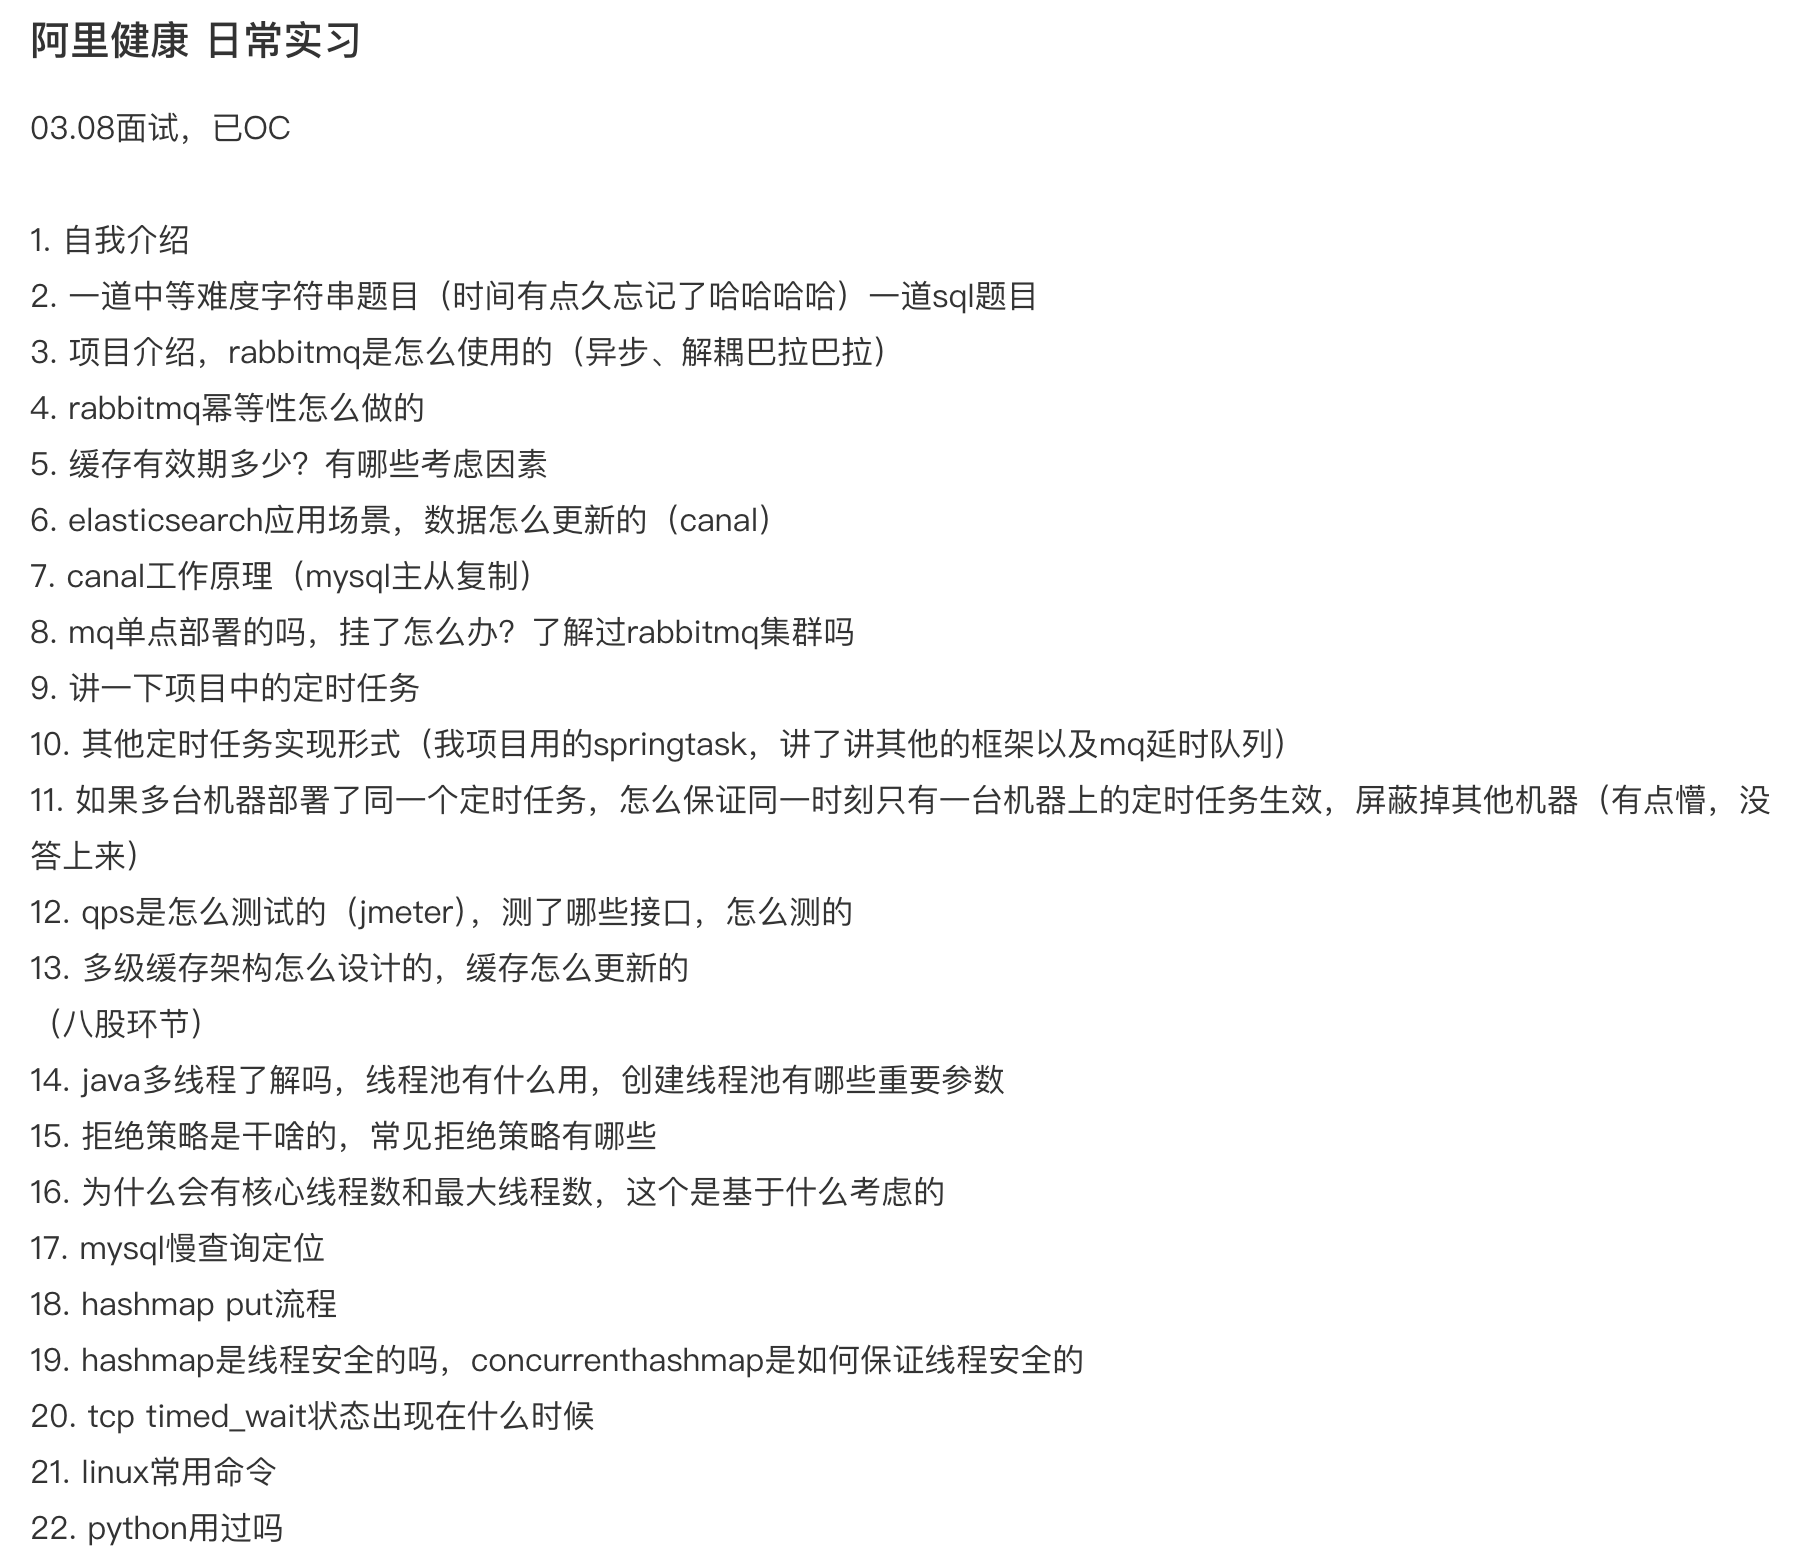 阿里健康 日常实习
03.08面试，已OC
1. 自我介绍
2. 一道中等难度字符串题目（时间有点久忘记了哈哈哈哈）一道sql题目
3. 项目介绍，rabbitmq是怎么使用的（异步、解耦巴拉巴拉）
4. rabbitmq幂等性怎么做的
5. 缓存有效期多少？有哪些考虑因素
6. elasticsearch应用场景，数据怎么更新的（canal）
7. canal工作原理（mysql主从复制）
8. mq单点部署的吗，挂了怎么办？了解过rabbitmq集群吗
9. 讲一下项目中的定时任务
10. 其他定时任务实现形式（我项目用的springtask，讲了讲其他的框架以及mq延时队列）
11. 如果多台机器部署了同一个定时任务，怎么保证同一时刻只有一台机器上的定时任务生效，屏蔽掉其他机器（有点懵，没
答上来）
12. qps是怎么测试的（jmeter），测了哪些接口，怎么测的
13. 多级缓存架构怎么设计的，缓存怎么更新的
（八股环节）
14. java多线程了解吗，线程池有什么用，创建线程池有哪些重要参数
15. 拒绝策略是干啥的，常见拒绝策略有哪些
16. 为什么会有核心线程数和最大线程数，这个是基于什么考虑的
17. mysql慢查询定位
18. hashmap put流程
19. hashmap是线程安全的吗，concurrenthashmap是如何保证线程安全的
20. tcp timed_wait状态出现在什么时候
21. linux常用命令
22. python用过吗